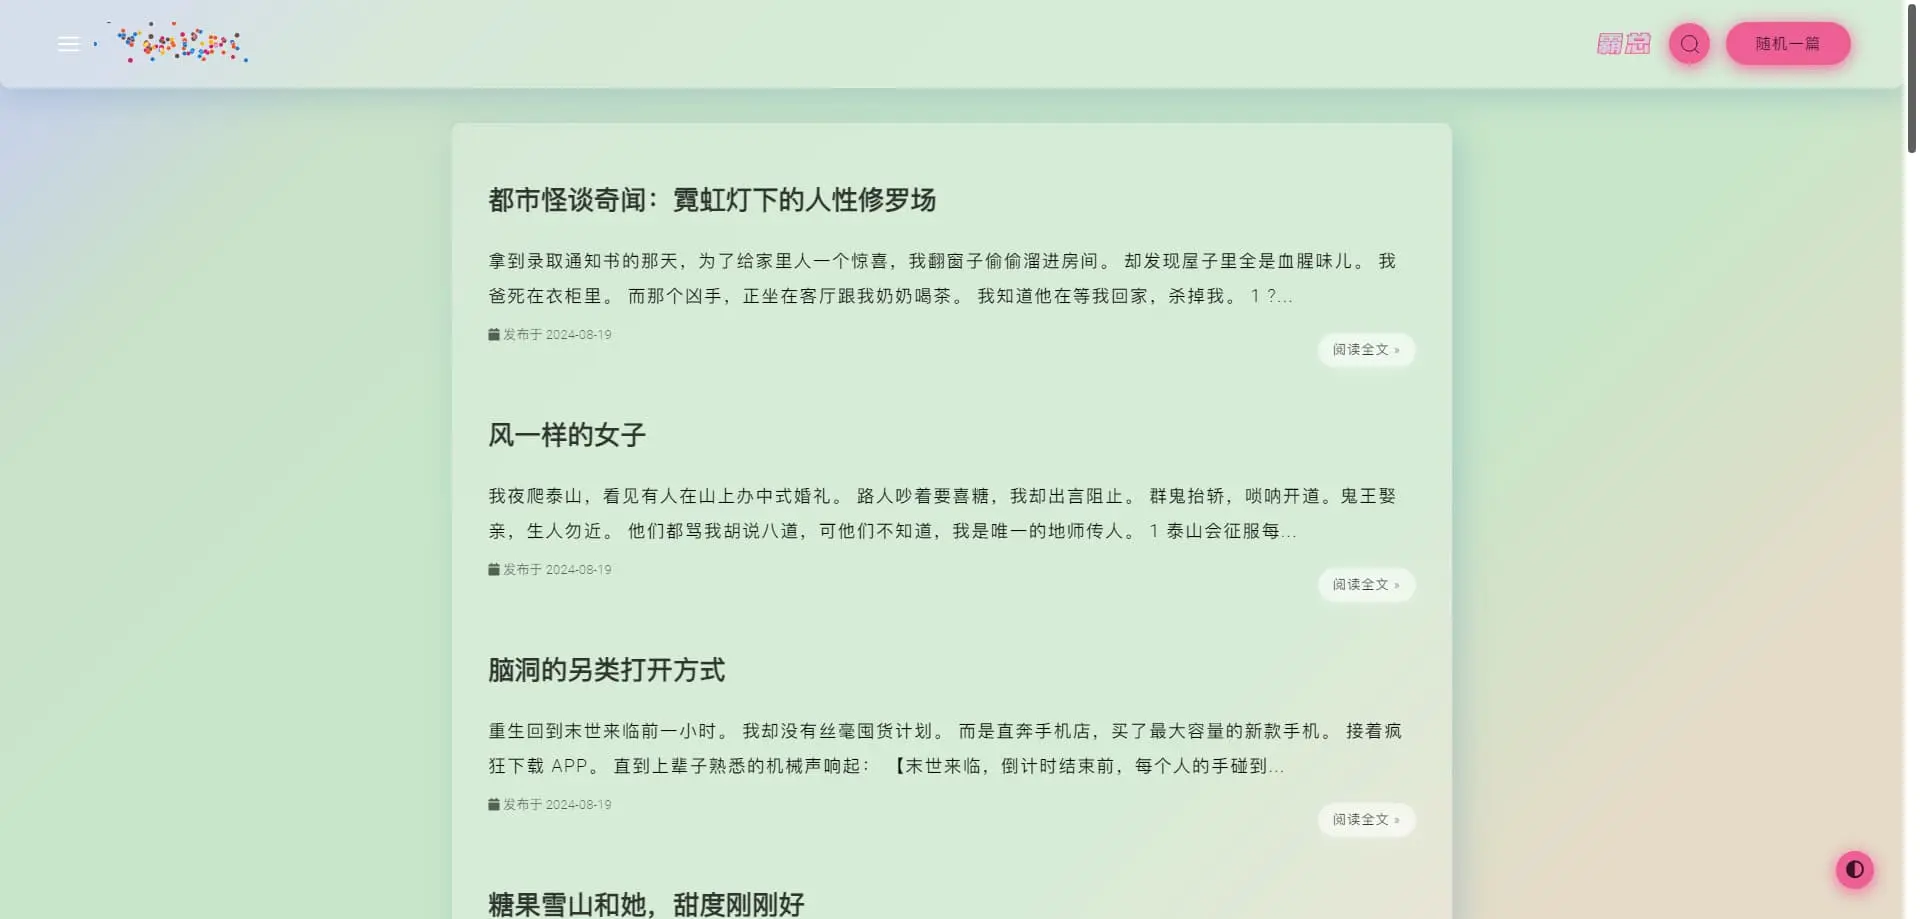 霸总
随机一篇
都市怪谈奇闻：霓虹灯下的人性修罗场
拿到录取通知书的那天，为了给家里人一个惊喜，我翻窗子偷偷溜进房间。 却发现屋子里全是血腥味儿。 我
爸死在衣柜里。 而那个凶手，正坐在客厅跟我奶奶喝茶。 我知道他在等我回家，杀掉我。 1 ?...
发布于 2024-08-19
阅读全文 »
风一样的女子
我夜爬泰山，看见有人在山上办中式婚礼。 路人吵着要喜糖，我却出言阻止。 群鬼抬轿，唢呐开道。鬼王娶
亲，生人勿近。 他们都骂我胡说八道，可他们不知道，我是唯一的地师传人。 1 泰山会征服每...
发布于 2024-08-19
阅读全文 »
脑洞的另类打开方式
重生回到末世来临前一小时。 我却没有丝毫囤货计划。 而是直奔手机店，买了最大容量的新款手机。 接着疯
狂下载 APP。 直到上辈子熟悉的机械声响起： 【末世来临，倒计时结束前，每个人的手碰到...
发布于 2024-08-19
阅读全文 »
糖果雪山和她，甜度刚刚好